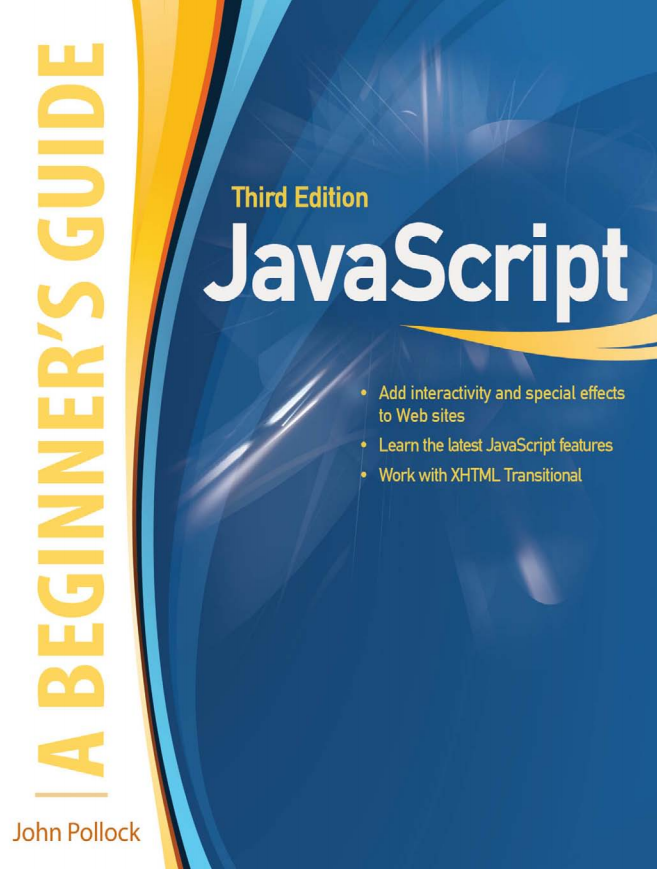 A BEGINNER'S GUIDE
Third Edition
JavaScript
• Add interactivity and special effects
to Web sites
• Learn the latest JavaScript features
• Work with XHTML Transitional
John Pollock